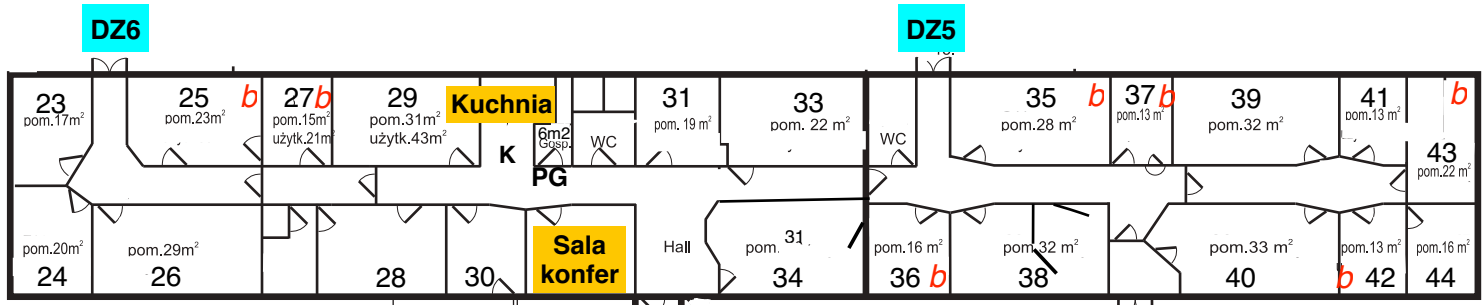 DZ6
DZ5
23
pom.17m²
25
b
pom.23m²
27
b
pom.15m²
użytk.21m²
29
pom.31m²
użytk.43m²
Kuchnia
K
6m2
Gosp.
WC
PG
31
pom. 19 m²
33
pom. 22 m²
WC
35
b
pom.28 m²
37
b
pom.13 m²
39
pom.32 m²
41
pom.13 m²
b
43
pom.22 m²
pom.20m²
24
pom.29m²
26
28
30
Sala
konfer
Hall
pom. 31 m²
34
pom.16 m²
36 b
pom.32 m²
38
pom.33 m²
40
b
pom.13 m²
42
pom.16 m²
44